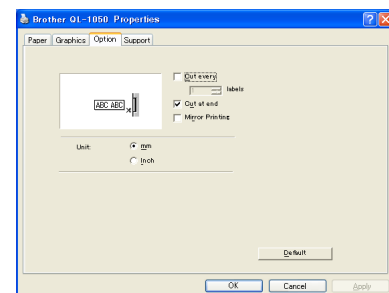 Brother QL-1050 Properties
Paper Graphics Option Support
Cut every
1 labels
ABC ABC
Cut at end
Mirror Printing
Unit: mm
Inch
Default
OK Cancel Apply